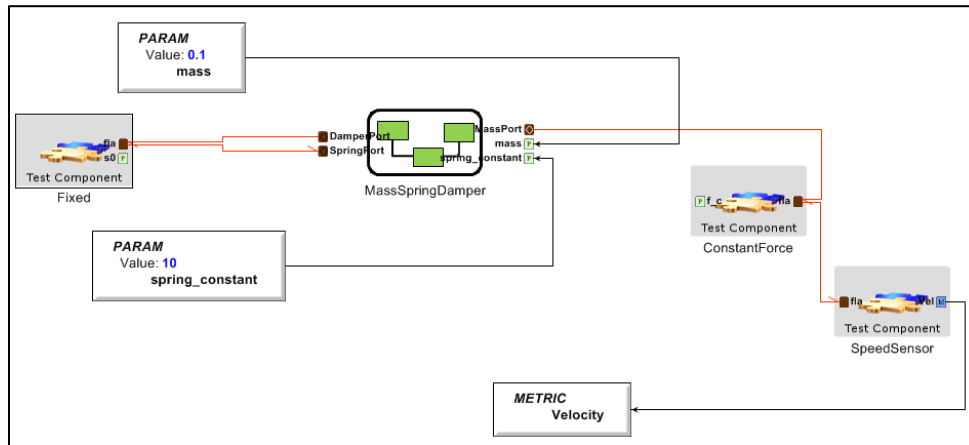 PARAM
Value: 0.1
mass
fla
s0 P
Test Component
Fixed
DamperPort
SpringPort
MassPort
mass P
spring_constant P
MassSpringDamper
PARAM
Value: 10
spring_constant
P f_c fla
Test Component
ConstantForce
fla Vel M
Test Component
SpeedSensor
METRIC
Velocity